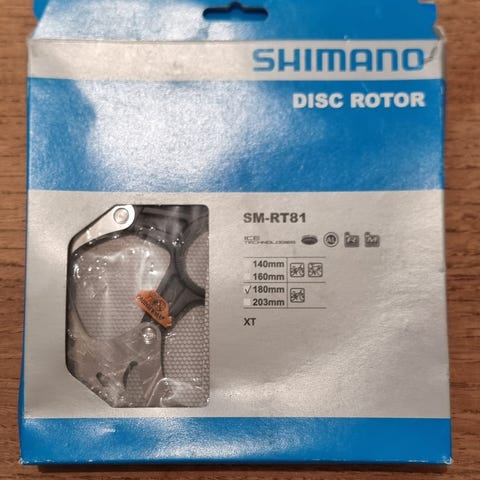 SHIMANO
DISC ROTOR
SM-RT81
ICE
TECHNOLOGIES
140mm
160mm
✓ 180mm
203mm
XT